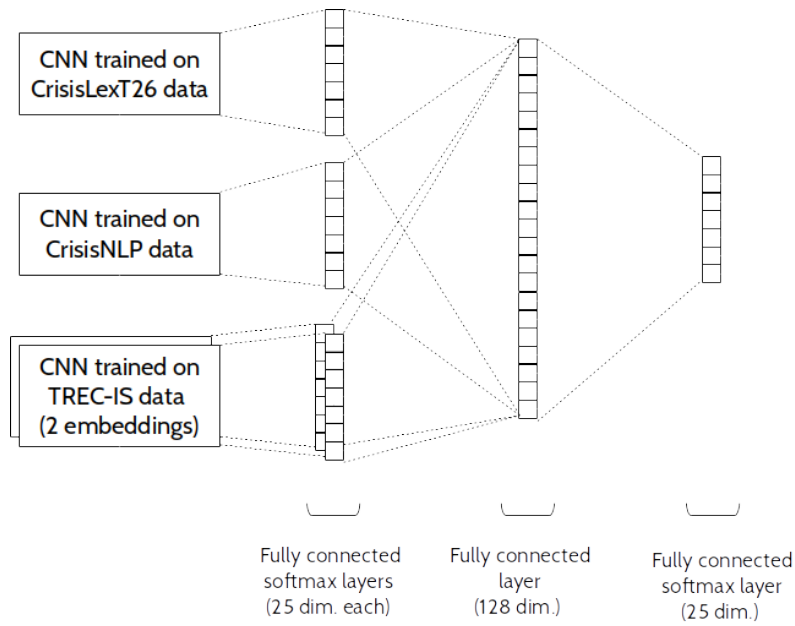 CNN trained on
CrisisLexT26 data
CNN trained on
CrisisNLP data
CNN trained on
TREC-IS data
(2 embeddings)
Fully connected
softmax layers
(25 dim. each)
Fully connected
layer
(128 dim.)
Fully connected
softmax layer
(25 dim.)